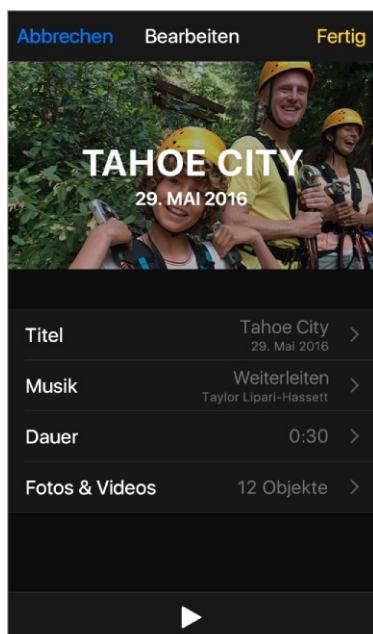 Abbrechen Bearbeiten Fertig
TAHOE CITY
29. MAI 2016
Titel Tahoe City
29. Mai 2016
Musik Weiterleiten
Taylor Lipari-Hassett
Dauer 0:30
Fotos & Videos 12 Objekte